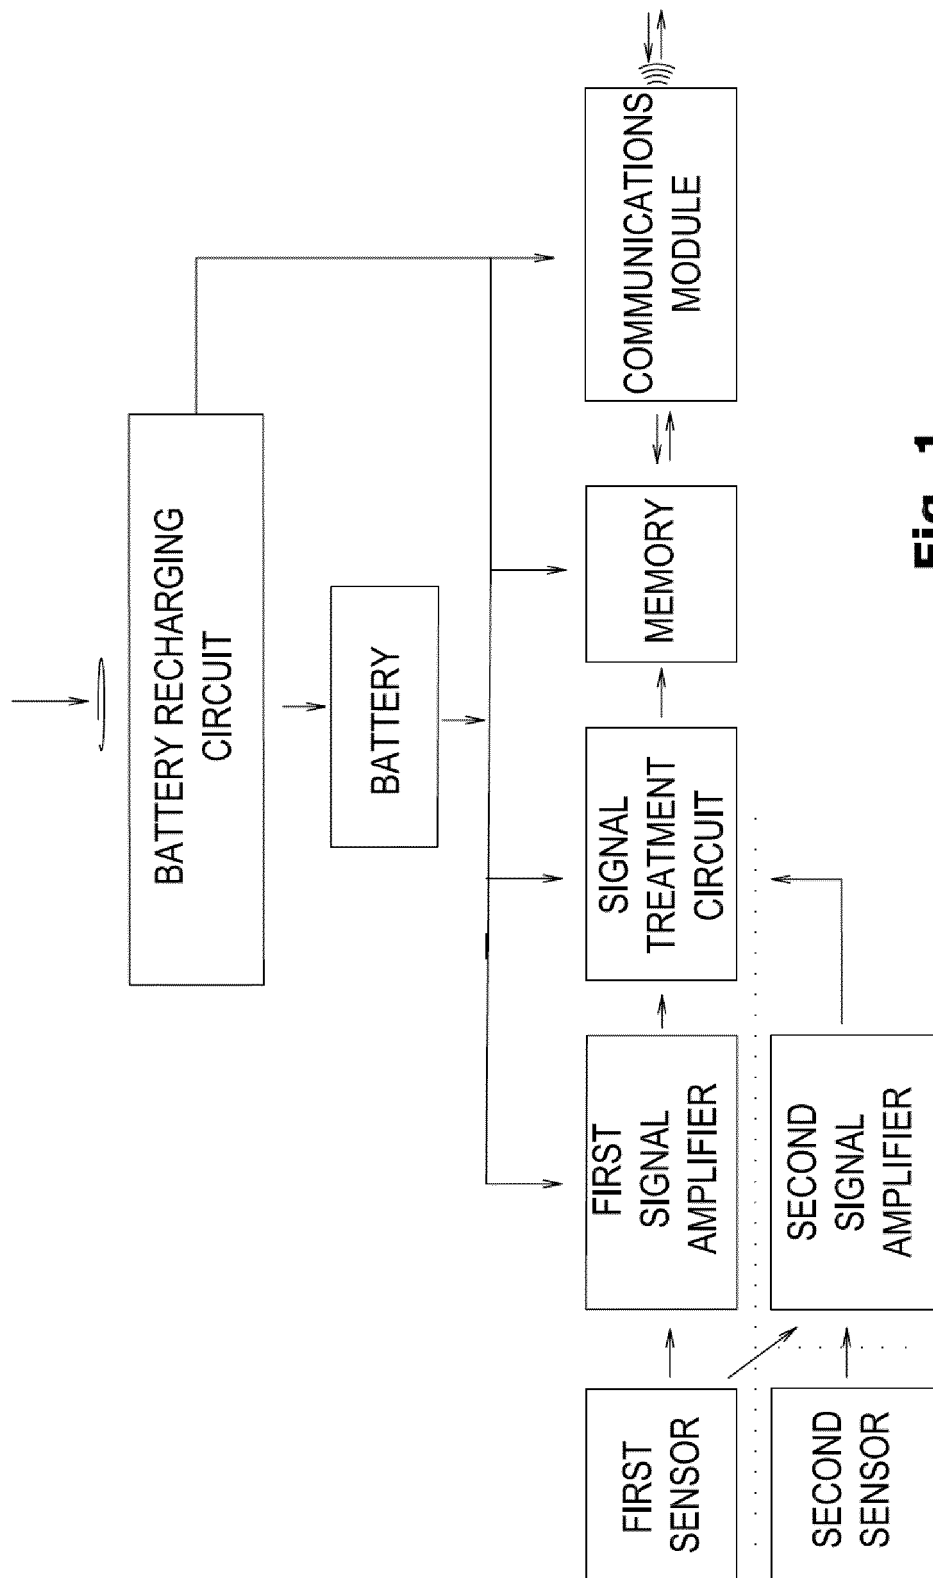 BATTERY RECHARGING
CIRCUIT
BATTERY
FIRST
SENSOR
FIRST
SIGNAL
AMPLIFIER
SIGNAL
TREATMENT
CIRCUIT
MEMORY
COMMUNICATIONS
MODULE
SECOND
SENSOR
SECOND
SIGNAL
AMPLIFIER
Fig. 1